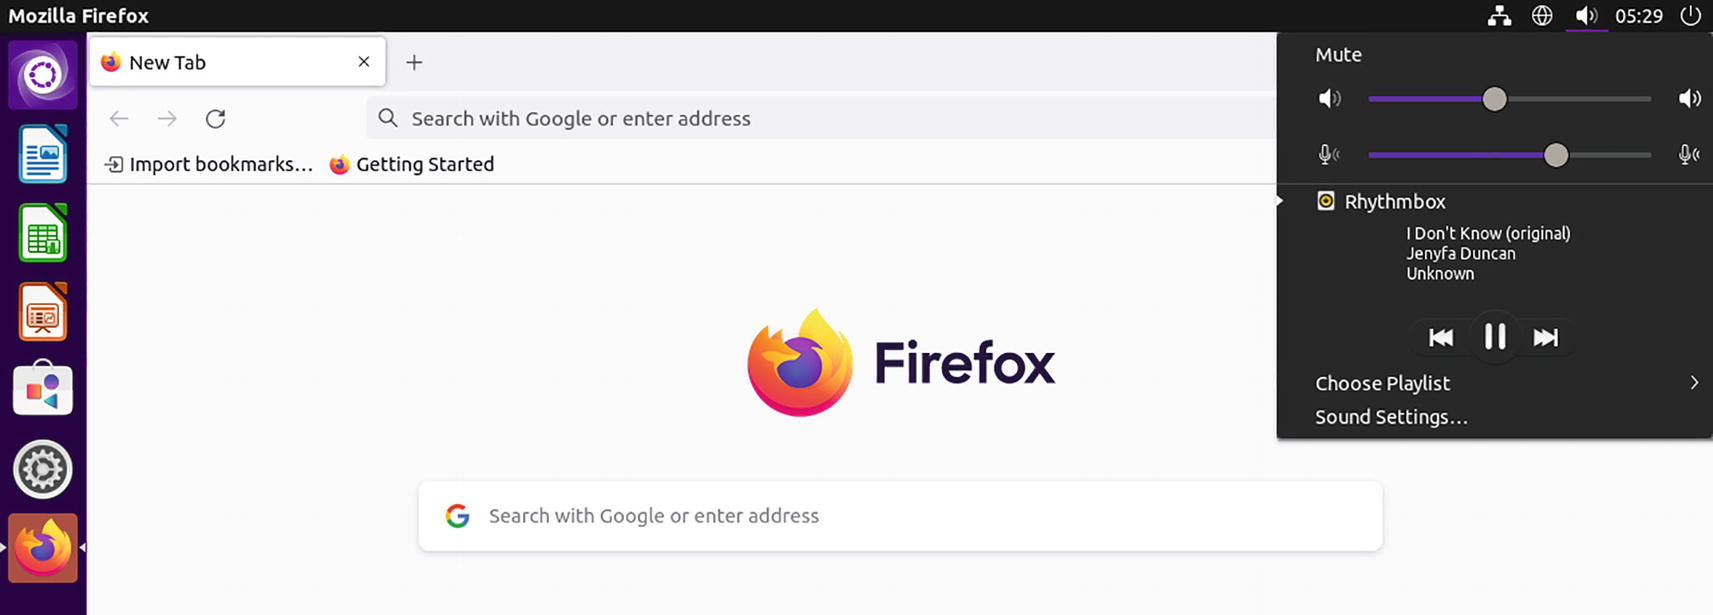 Mozilla Firefox
05:29
New Tab
Search with Google or enter address
Import bookmarks...
Getting Started
Mute
Rhythmbox
I Don't Know (original)
Jenyfa Duncan
Unknown
Choose Playlist
Sound Settings...
Firefox
Search with Google or enter address